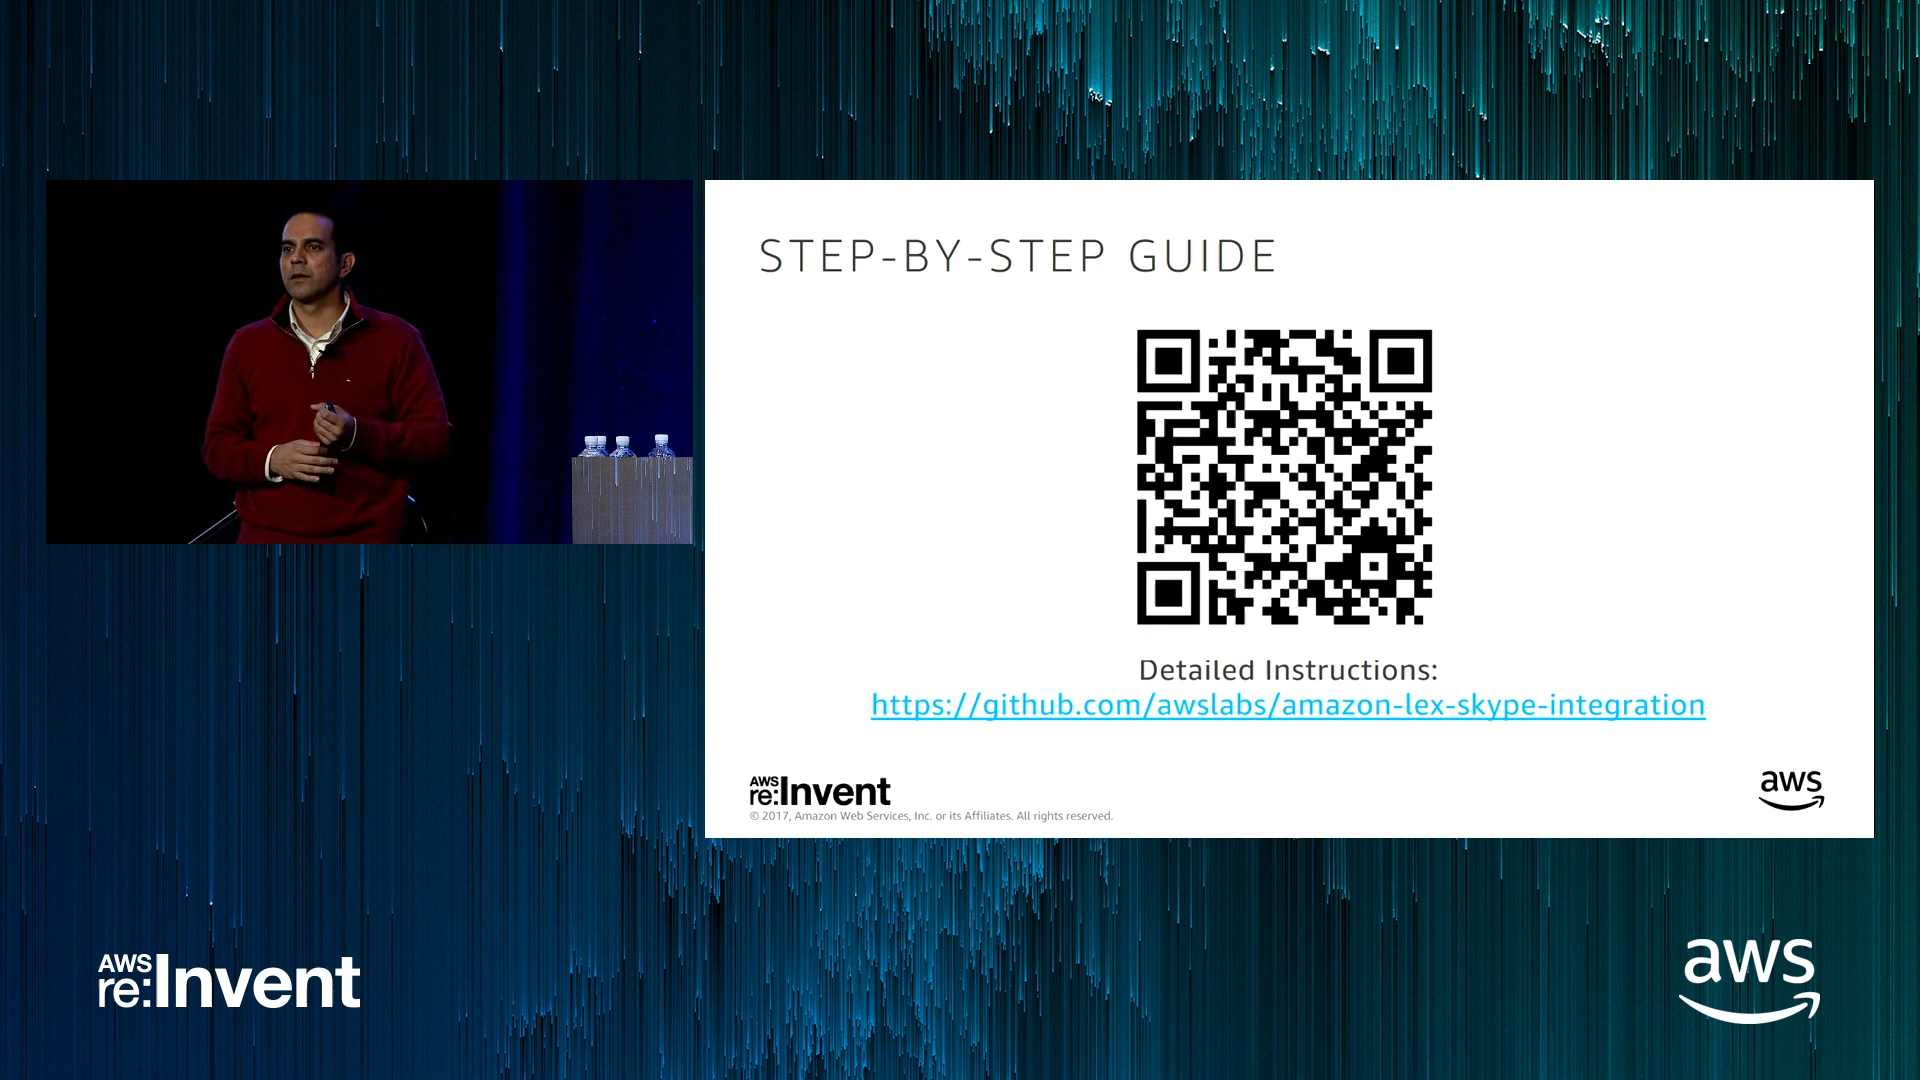 STEP-BY-STEP GUIDE
Detailed Instructions:
https://github.com/awslabs/amazon-lex-skype-integration
AWS
re:Invent
© 2017, Amazon Web Services, Inc. or its Affiliates. All rights reserved.
aws
AWS
re:Invent
aws